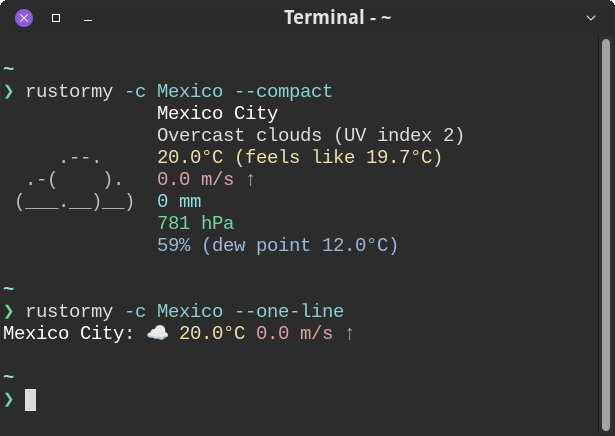 Terminal - ~
~
❯ rustormy -c Mexico --compact
Mexico City
Overcast clouds (UV index 2)
.--. 20.0°C (feels like 19.7°C)
.-( ). 0.0 m/s ↑
(___.__)__) 0 mm
781 hPa
59% (dew point 12.0°C)
~
❯ rustormy -c Mexico --one-line
Mexico City: ☁️ 20.0°C 0.0 m/s ↑
~
❯